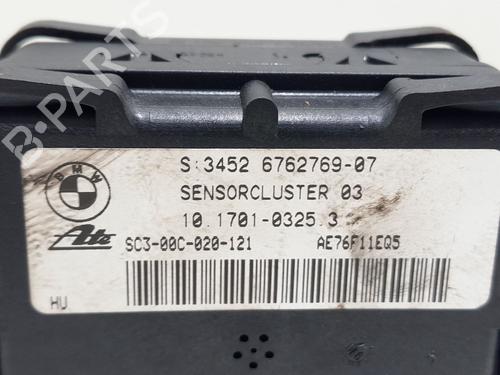 B-PARTS
S:3452 6762769-07
BMW
SENSORCLUSTER 03
10.1701-0325.3
Ate
SC3-00C-020-121 AE76F11EQ5
HU